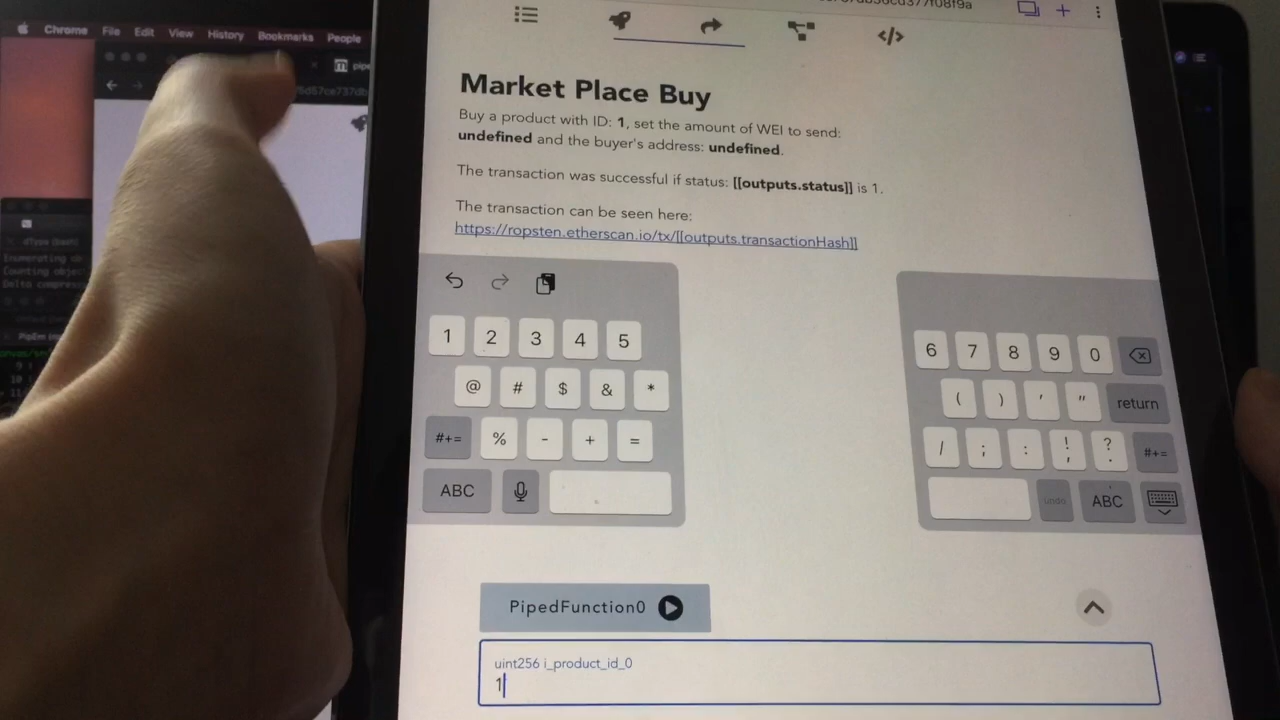 Chrome File Edit View History Bookmarks People
</>
Market Place Buy
Buy a product with ID: 1, set the amount of WEI to send:
undefined and the buyer's address: undefined.
The transaction was successful if status: [[outputs.status]] is 1.
The transaction can be seen here:
https://ropsten.etherscan.io/tx/[[outputs.transactionHash]]
1 2 3 4 5
6 7 8 9 0
@ # $ & *
( ) ' " return
#+= % - + =
/ ; : ! , ? . #+=
ABC
undo ABC
PipedFunction0
uint256 i_product_id_0
1